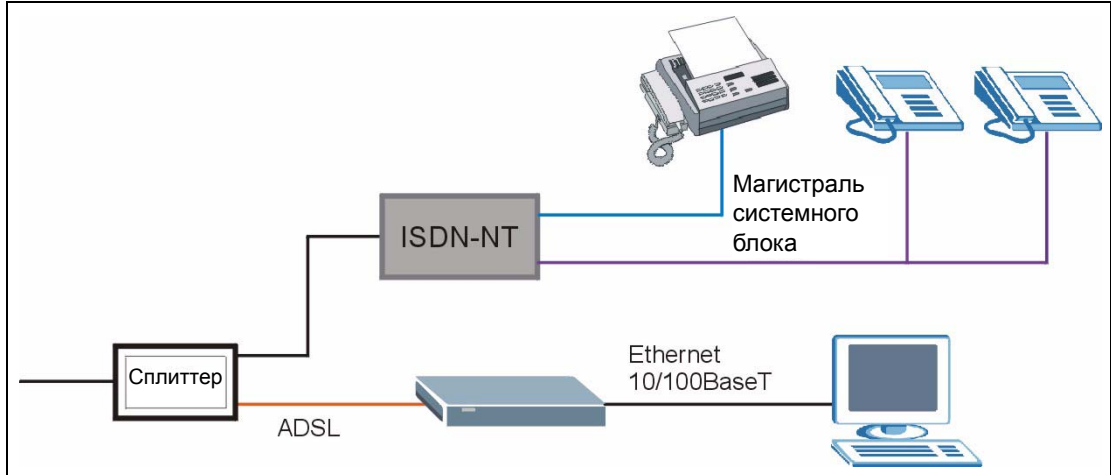 Магистраль
системного
блока
ISDN-NT
Ethernet
10/100BaseT
Сплиттер
ADSL